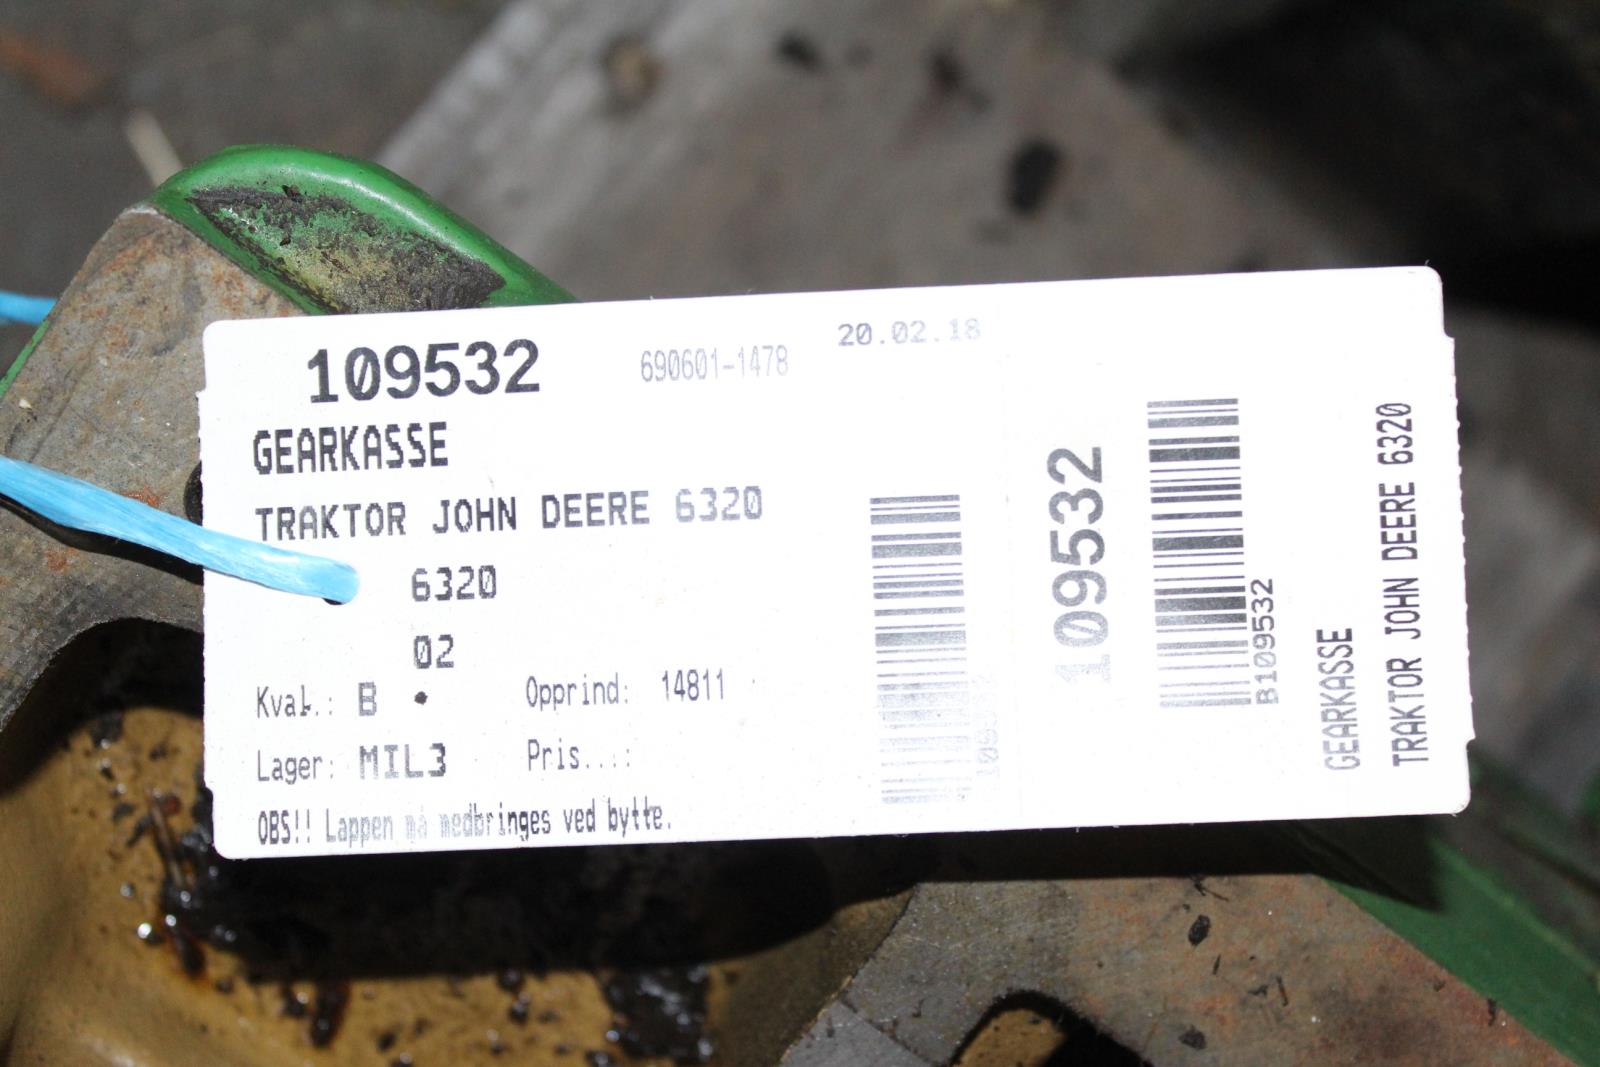 109532 690601-1478 20.02.18
GEARKASSE
TRAKTOR JOHN DEERE 6320
6320
02
Kval.: B Opprind: 14811
Lager: MIL3 Pris...:
OBS!! Lappen må medbringes ved bytte.
109532
109532
B109532
GEARKASSE
TRAKTOR JOHN DEERE 6320